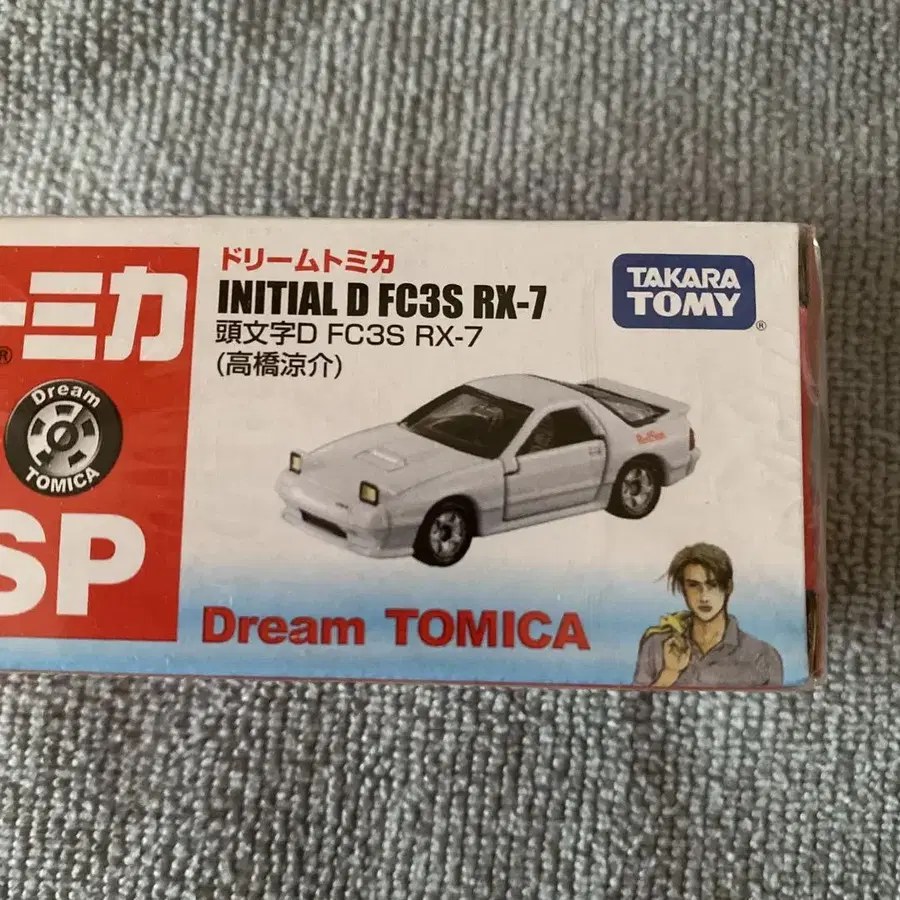 ーミカ
®
Dream
TOMICA
SP
ドリームトミカ
INITIAL D FC3S RX-7
頭文字D FC3S RX-7
(高橋涼介)
TAKARA
TOMY
®
RedSuns
Dream TOMICA